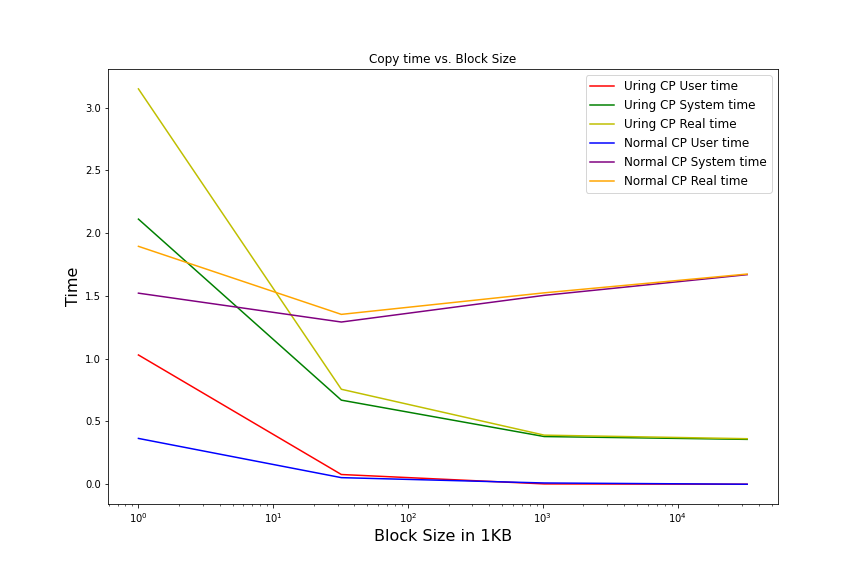 Copy time vs. Block Size
Uring CP User time
Uring CP System time
Uring CP Real time
Normal CP User time
Normal CP System time
Normal CP Real time
Time
3.0
2.5
2.0
1.5
1.0
0.5
0.0
10⁰ 10¹ 10² 10³ 10⁴
Block Size in 1KB